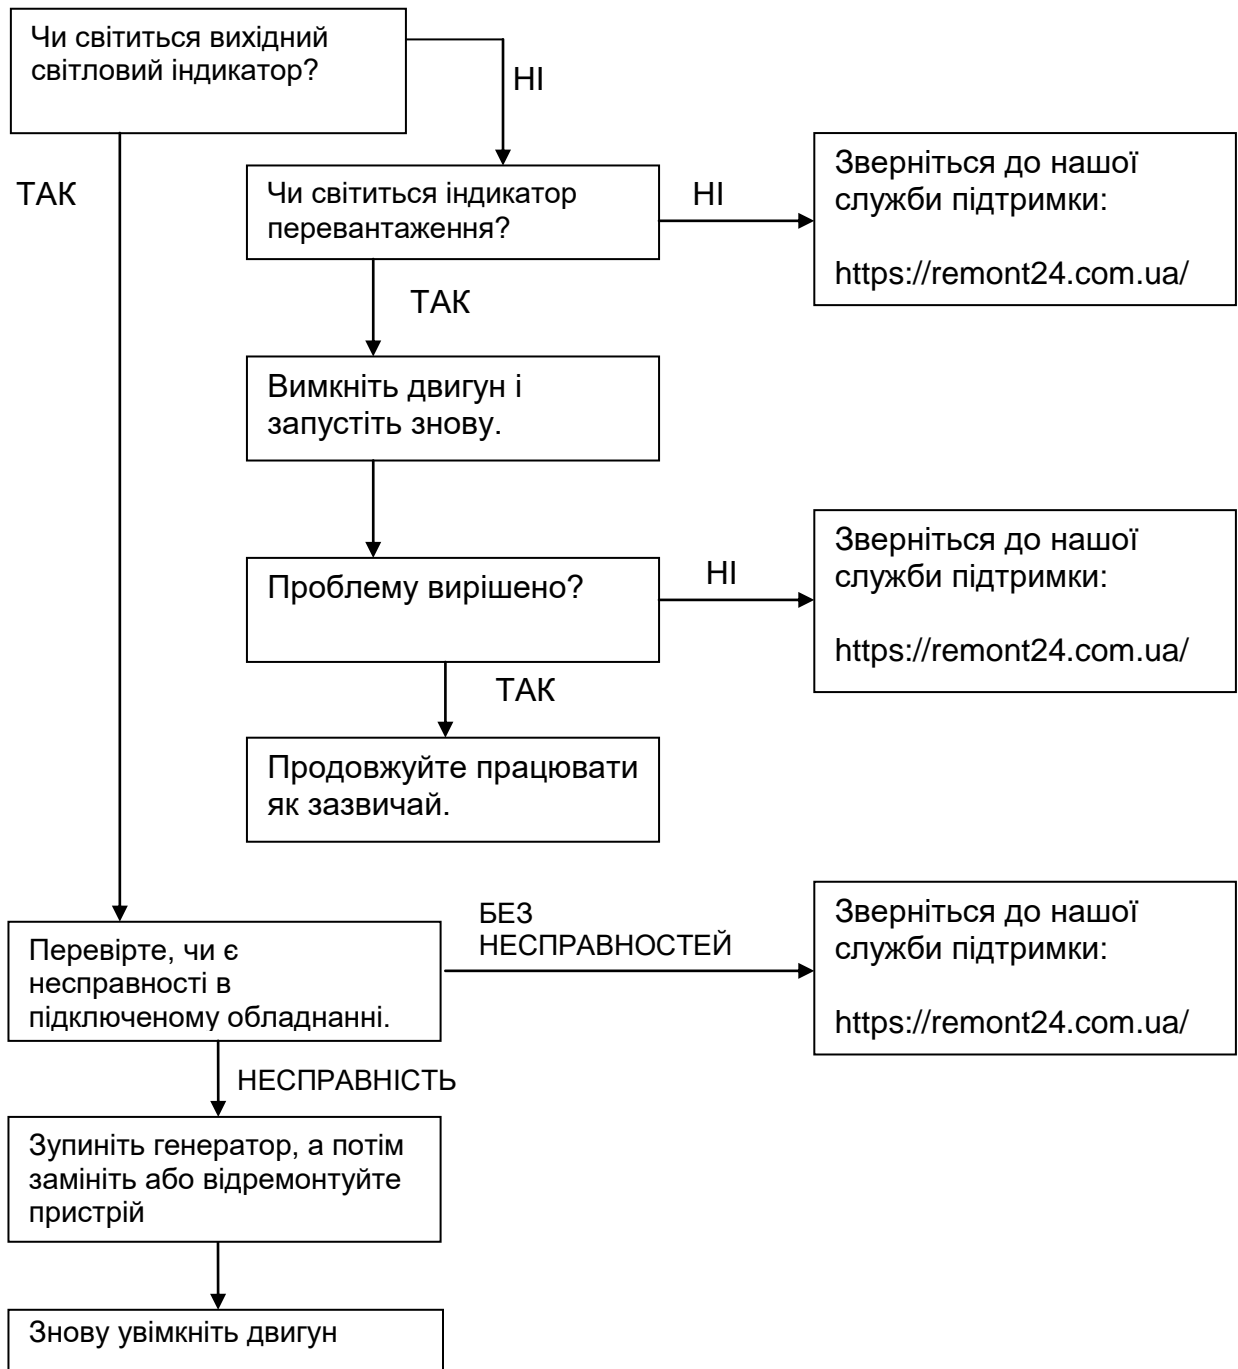 Чи світиться вихідний
світловий індикатор?
НІ
ТАК
Чи світиться індикатор
перевантаження?
НІ
Зверніться до нашої
служби підтримки:
https://remont24.com.ua/
ТАК
Вимкніть двигун і
запустіть знову.
Проблему вирішено?
НІ
Зверніться до нашої
служби підтримки:
https://remont24.com.ua/
ТАК
Продовжуйте працювати
як зазвичай.
Перевірте, чи є
несправності в
підключеному обладнанні.
БЕЗ
НЕСПРАВНОСТЕЙ
Зверніться до нашої
служби підтримки:
https://remont24.com.ua/
НЕСПРАВНІСТЬ
Зупиніть генератор, а потім
замініть або відремонтуйте
пристрій
Знову увімкніть двигун